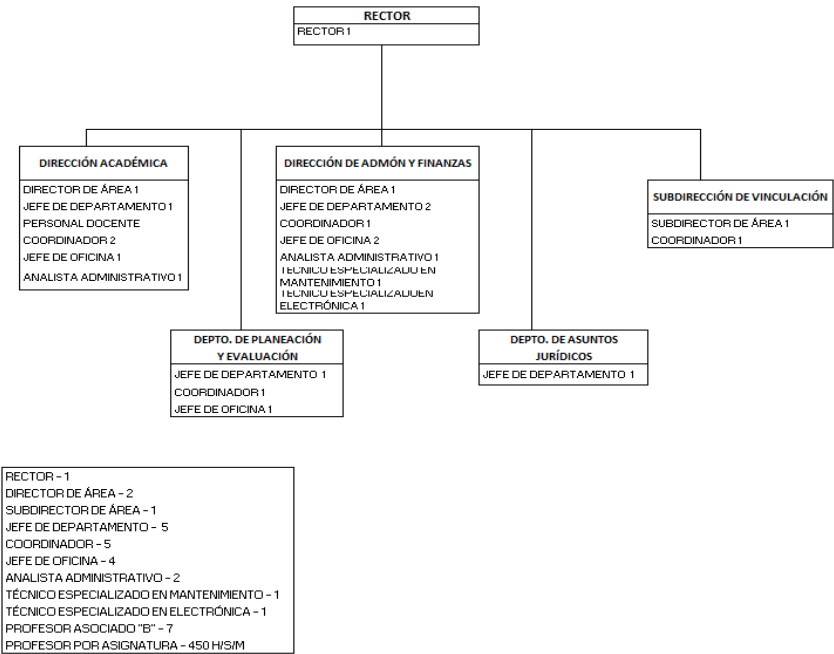 RECTOR
RECTOR 1
DIRECCIÓN ACADÉMICA
DIRECTOR DE ÁREA 1
JEFE DE DEPARTAMENTO 1
PERSONAL DOCENTE
COORDINADOR 2
JEFE DE OFICINA 1
ANALISTA ADMINISTRATIVO 1
DIRECCIÓN DE ADMÓN Y FINANZAS
DIRECTOR DE ÁREA 1
JEFE DE DEPARTAMENTO 2
COORDINADOR 1
JEFE DE OFICINA 2
ANALISTA ADMINISTRATIVO 1
TÉCNICO ESPECIALIZADO EN
MANTENIMIENTO 1
TÉCNICO ESPECIALIZADOEN
ELECTRÓNICA 1
SUBDIRECCIÓN DE VINCULACIÓN
SUBDIRECTOR DE ÁREA 1
COORDINADOR 1
DEPTO. DE PLANEACIÓN
Y EVALUACIÓN
JEFE DE DEPARTAMENTO 1
COORDINADOR 1
JEFE DE OFICINA 1
DEPTO. DE ASUNTOS
JURÍDICOS
JEFE DE DEPARTAMENTO 1
RECTOR - 1
DIRECTOR DE ÁREA - 2
SUBDIRECTOR DE ÁREA - 1
JEFE DE DEPARTAMENTO - 5
COORDINADOR - 5
JEFE DE OFICINA - 4
ANALISTA ADMINISTRATIVO - 2
TÉCNICO ESPECIALIZADO EN MANTENIMIENTO - 1
TÉCNICO ESPECIALIZADO EN ELECTRÓNICA - 1
PROFESOR ASOCIADO "B" - 7
PROFESOR POR ASIGNATURA - 450 H/S/M